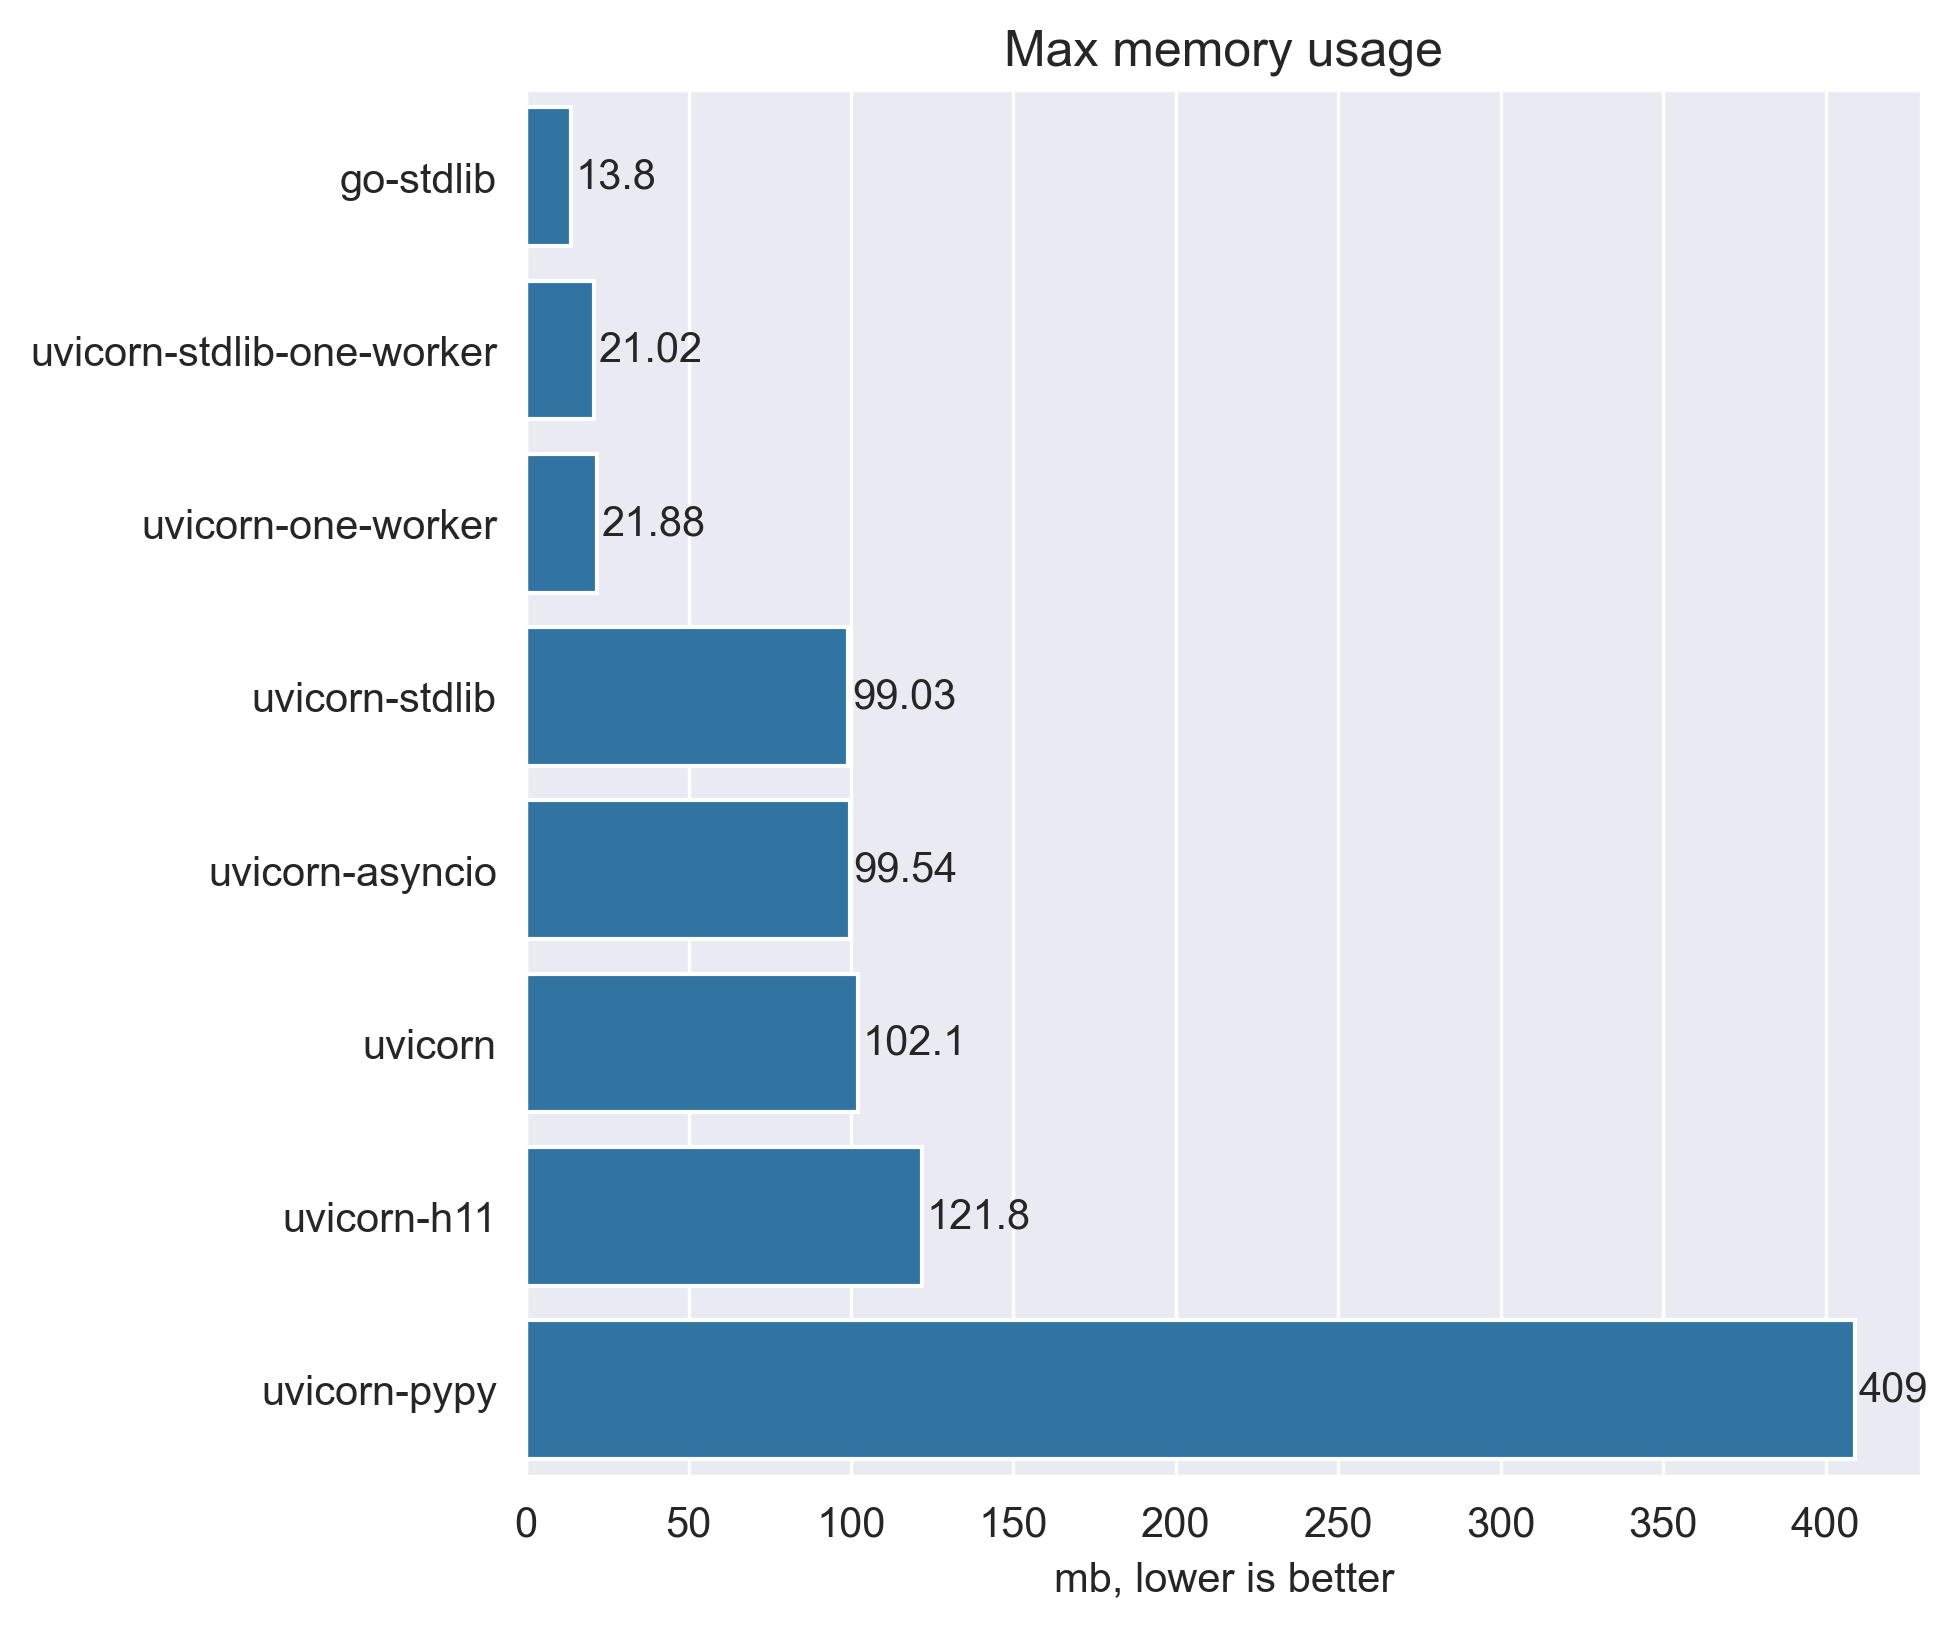 Max memory usage
go-stdlib
13.8
uvicorn-stdlib-one-worker
21.02
uvicorn-one-worker
21.88
uvicorn-stdlib
99.03
uvicorn-asyncio
99.54
uvicorn
102.1
uvicorn-h11
121.8
uvicorn-pypy
409
0 50 100 150 200 250 300 350 400
mb, lower is better